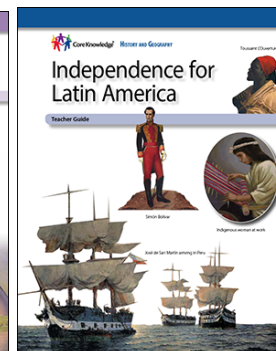 Core Knowledge
HISTORY AND GEOGRAPHY
Toussaint L'Ouverture
Independence for
Latin America
Teacher Guide
Simón Bolívar
Indigenous woman at work
José de San Martín arriving in Peru